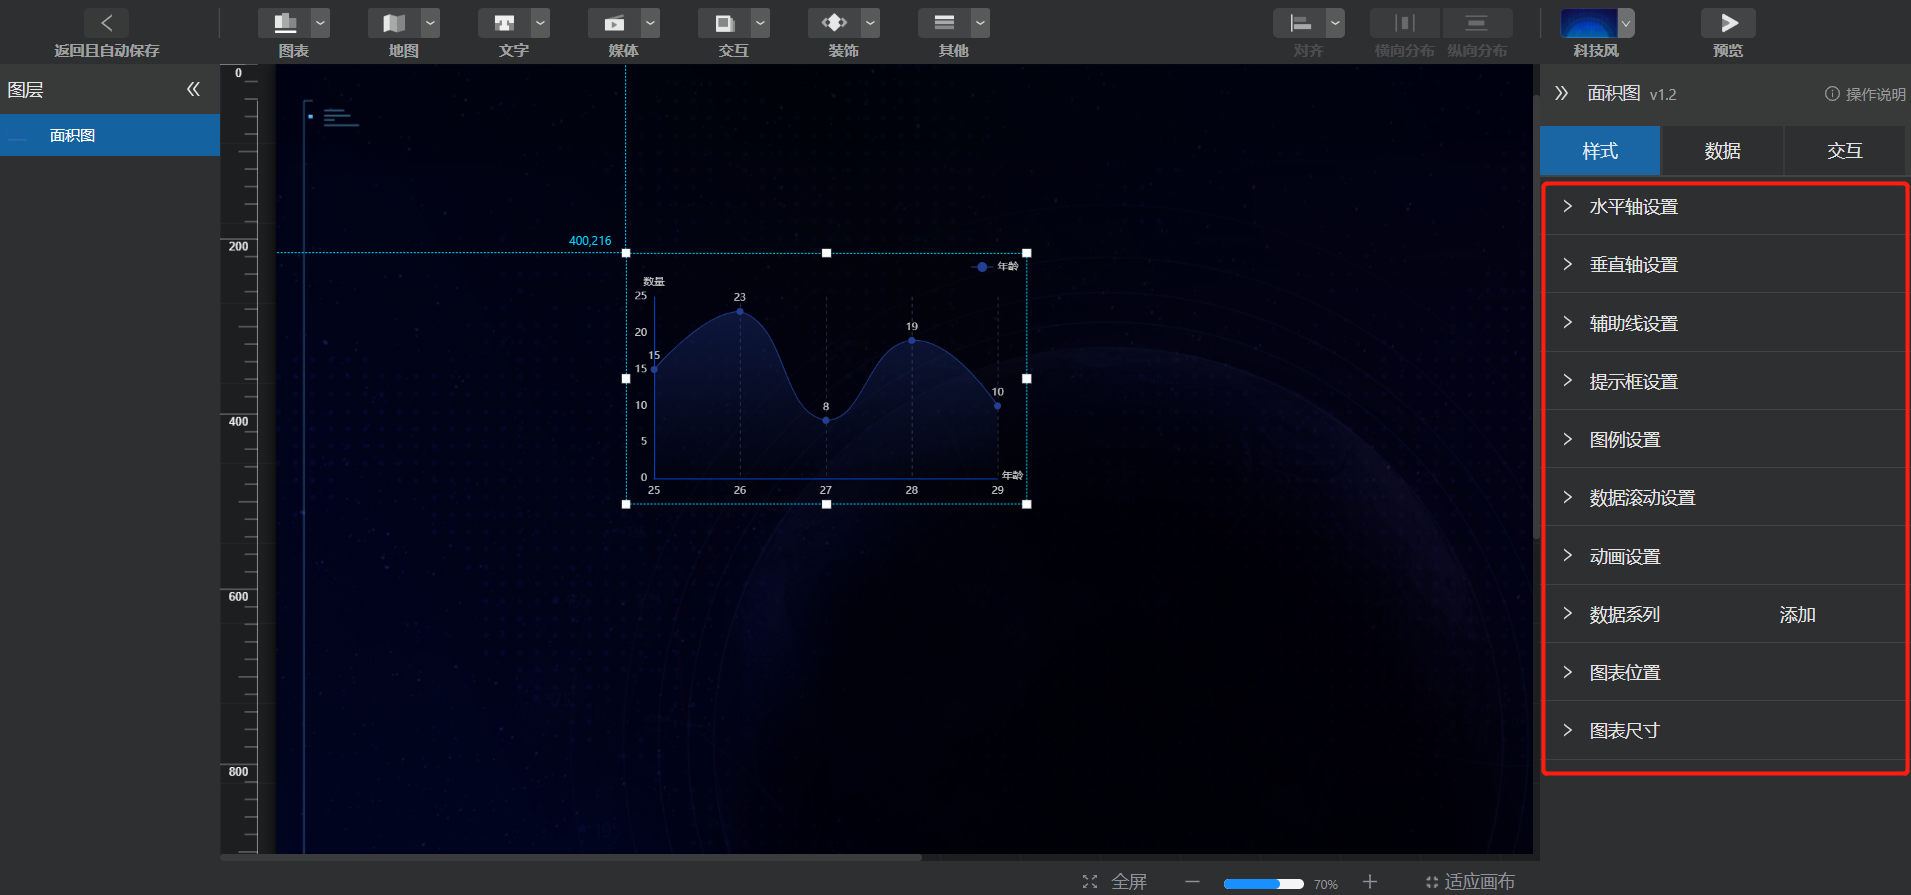 返回且自动保存
图表
地图
文字
媒体
交互
装饰
其他
对齐
横向分布
纵向分布
科技风
预览
图层
面积图
0
200
400
600
800
400,216
年龄
数量
25
20
15
10
5
0
15
23
8
19
10
25
26
27
28
29
年龄
面积图 v1.2
操作说明
样式
数据
交互
水平轴设置
垂直轴设置
辅助线设置
提示框设置
图例设置
数据滚动设置
动画设置
数据系列 添加
图表位置
图表尺寸
全屏
70%
适应画布